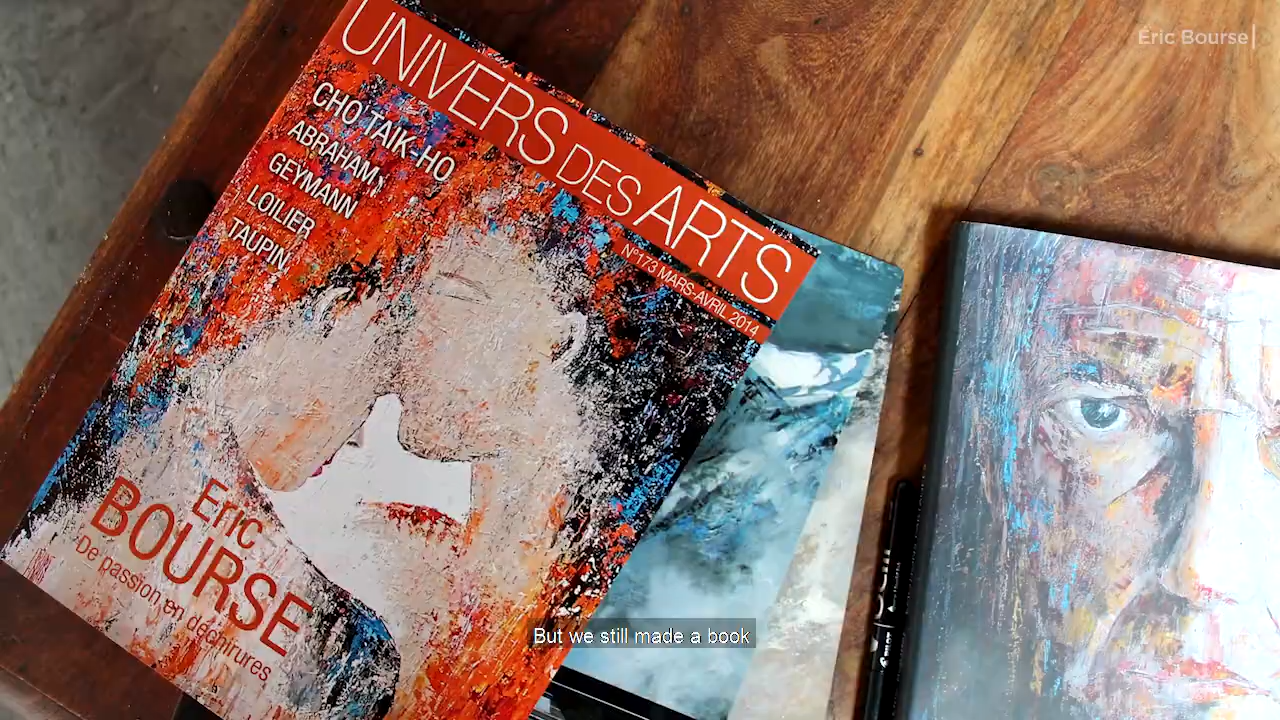 Éric Bourse
UNIVERS DES ARTS
N°173 MARS-AVRIL 2014
CHO TAIK-HO
ABRAHAM
GEYMANN
LOILIER
TAUPIN
Eric
BOURSE
De passion en déchirures
PILOT
But we still made a book